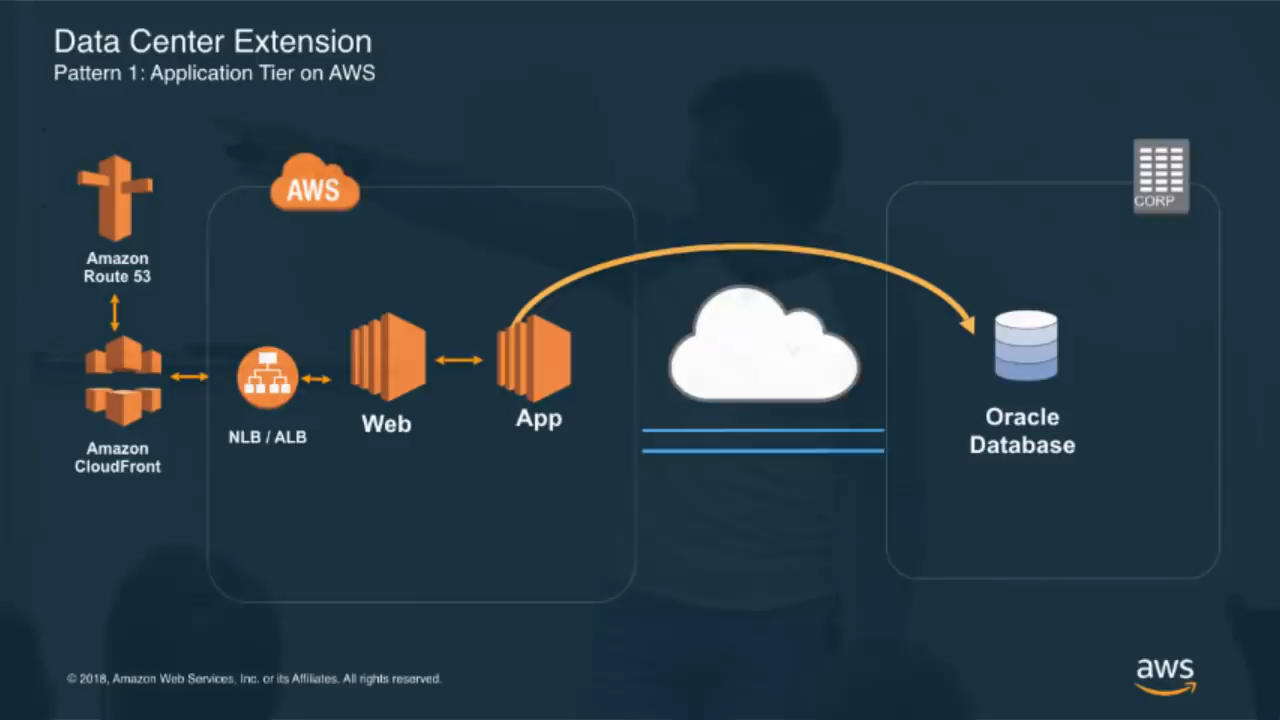 Data Center Extension
Pattern 1: Application Tier on AWS
AWS
CORP
Amazon
Route 53
Amazon
CloudFront
NLB / ALB
Web
App
Oracle
Database
© 2018, Amazon Web Services, Inc. or its Affiliates. All rights reserved.
aws